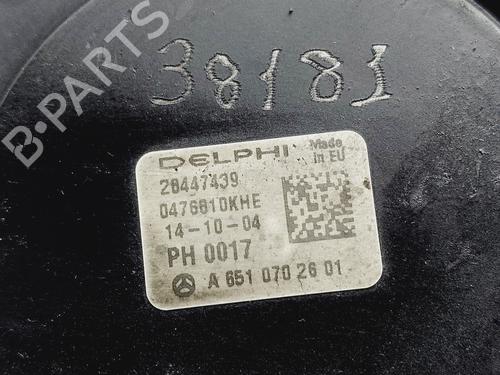 38181
B-PARTS
DELPHI
Made
in EU
28447439
0476610KHE
14-10-04
PH 0017
A 651 070 26 01